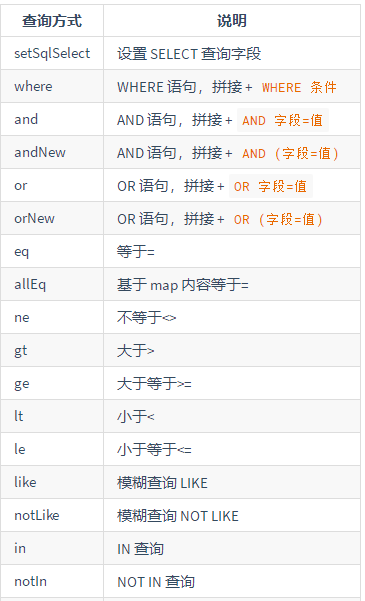 查询方式 说明
setSqlSelect 设置 SELECT 查询字段
where WHERE 语句，拼接 + WHERE 条件
and AND 语句，拼接 + AND 字段=值
andNew AND 语句，拼接 + AND (字段=值)
or OR 语句，拼接 + OR 字段=值
orNew OR 语句，拼接 + OR (字段=值)
eq 等于=
allEq 基于 map 内容等于=
ne 不等于<>
gt 大于>
ge 大于等于>=
lt 小于<
le 小于等于<=
like 模糊查询 LIKE
notLike 模糊查询 NOT LIKE
in IN 查询
notIn NOT IN 查询